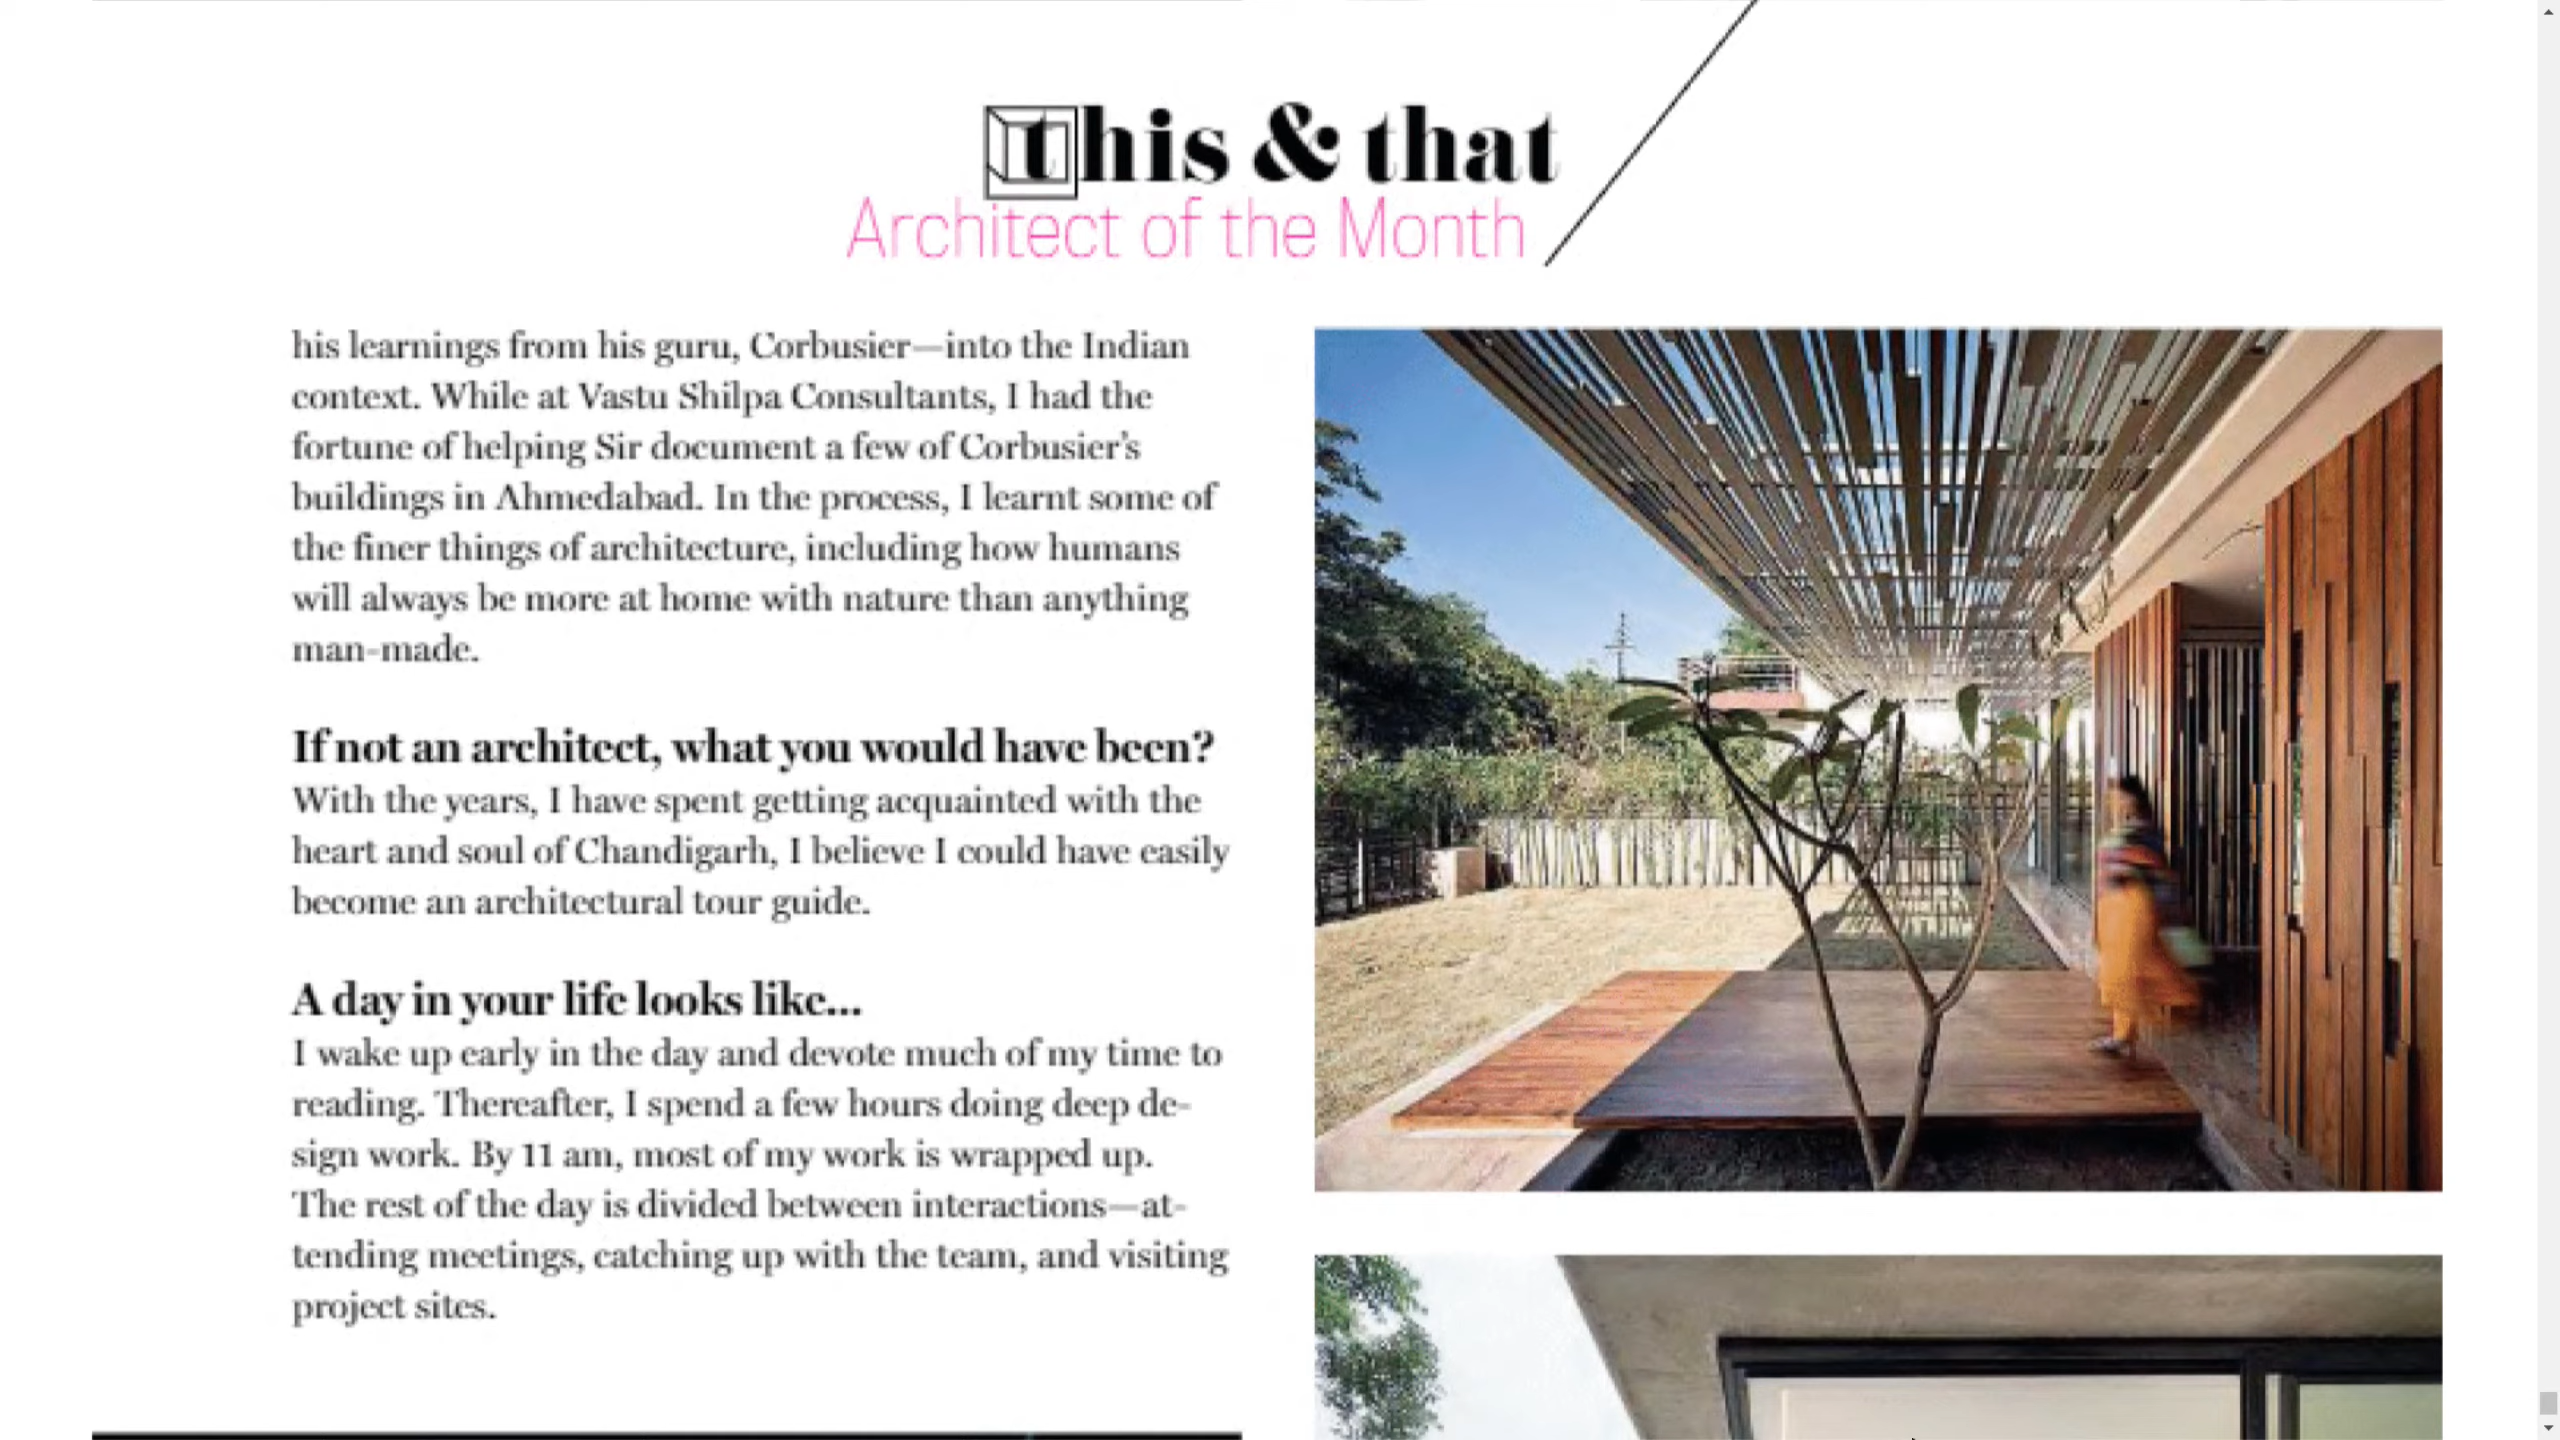 this & that
Architect of the Month
his learnings from his guru, Corbusier—into the Indian
context. While at Vastu Shilpa Consultants, I had the
fortune of helping Sir document a few of Corbusier’s
buildings in Ahmedabad. In the process, I learnt some of
the finer things of architecture, including how humans
will always be more at home with nature than anything
man-made.
If not an architect, what you would have been?
With the years, I have spent getting acquainted with the
heart and soul of Chandigarh, I believe I could have easily
become an architectural tour guide.
A day in your life looks like...
I wake up early in the day and devote much of my time to
reading. Thereafter, I spend a few hours doing deep de-
sign work. By 11 am, most of my work is wrapped up.
The rest of the day is divided between interactions—at-
tending meetings, catching up with the team, and visiting
project sites.